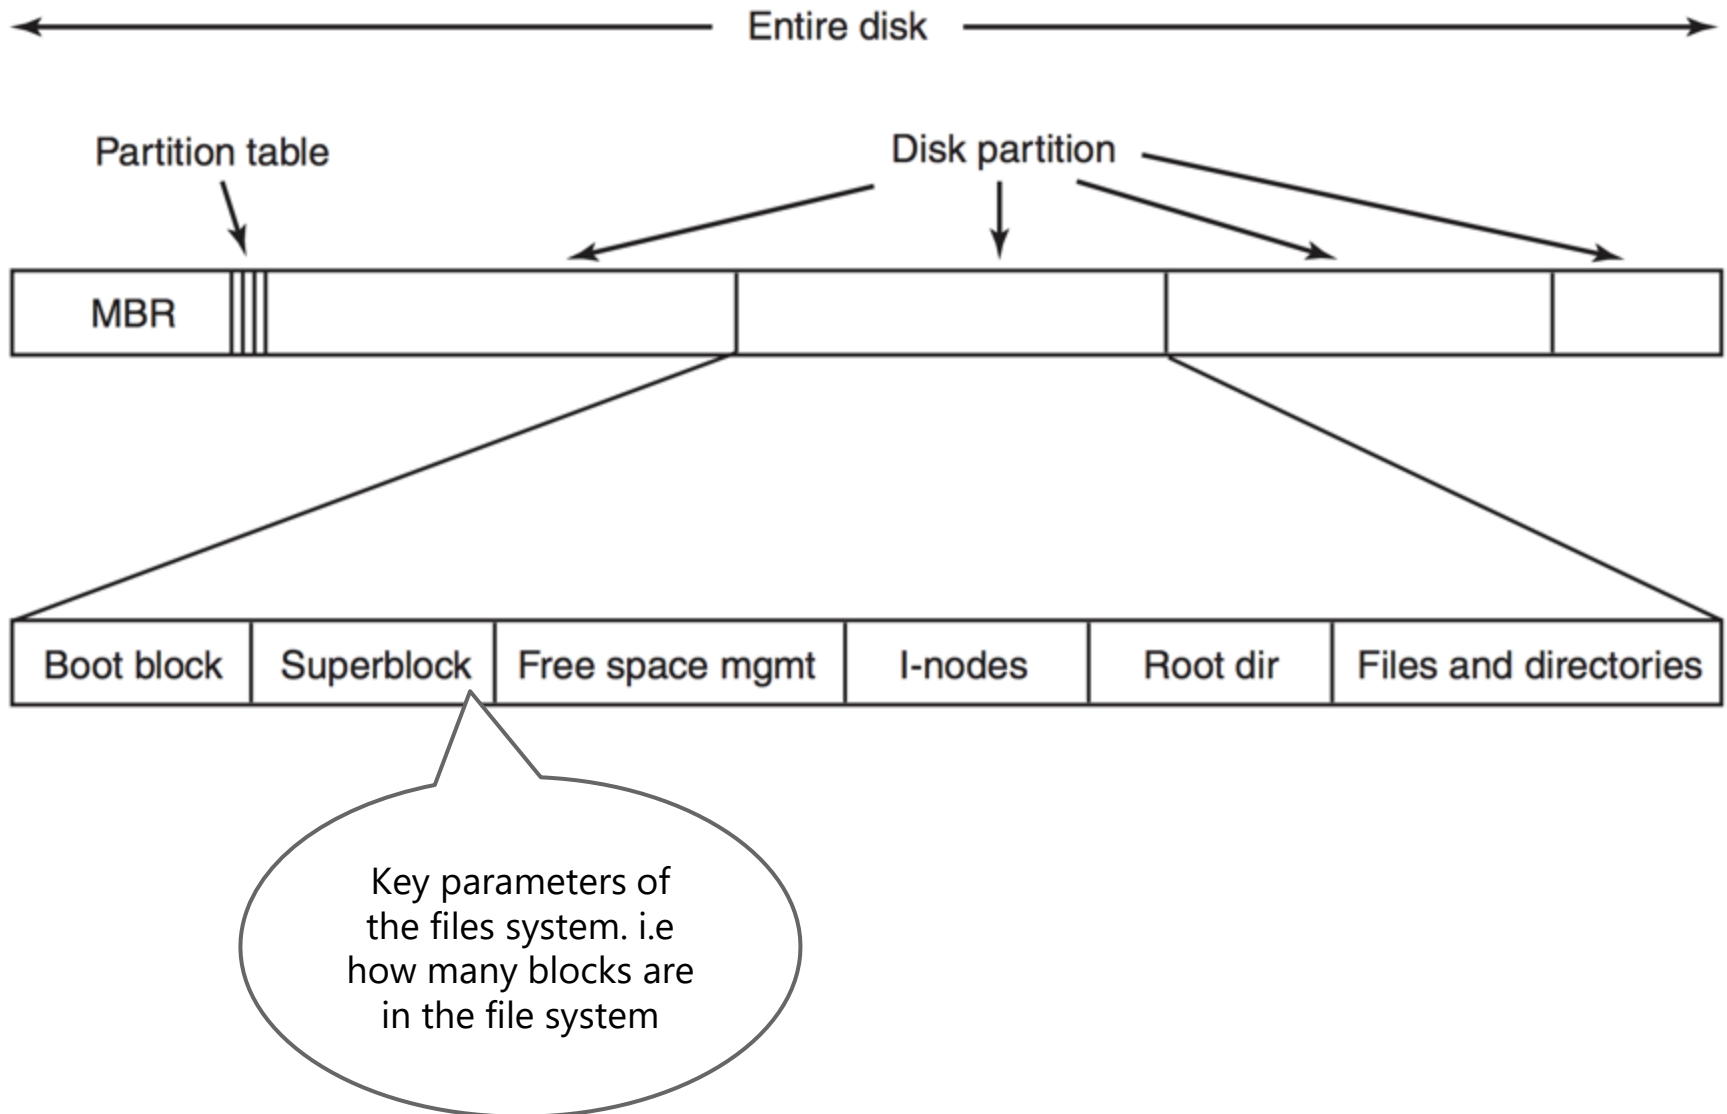 Entire disk
Partition table
Disk partition
MBR
Boot block
Superblock
Free space mgmt
I-nodes
Root dir
Files and directories
Key parameters of
the files system. i.e
how many blocks are
in the file system